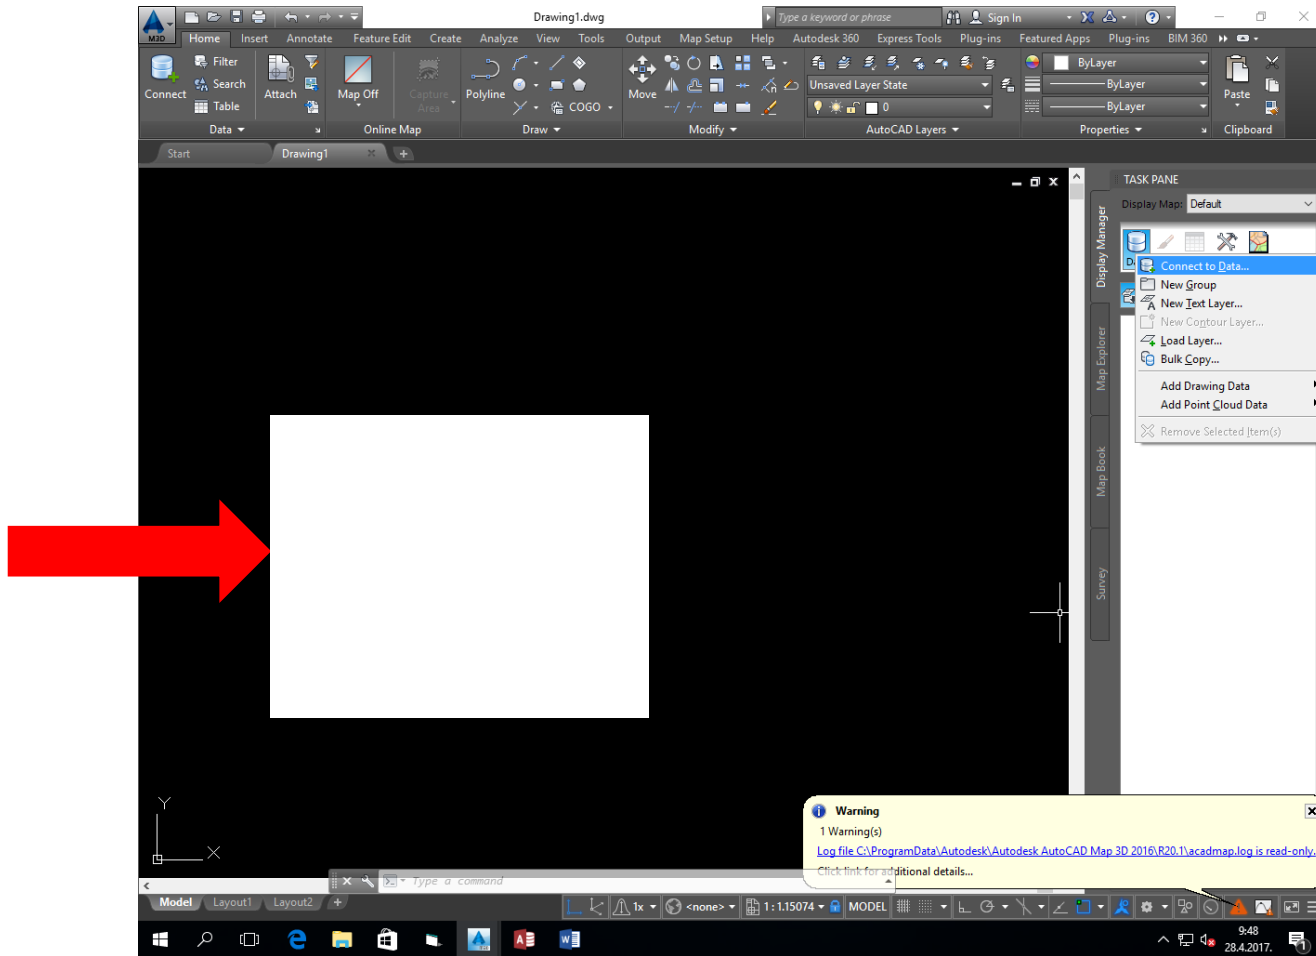 Drawing1.dwg
Type a keyword or phrase
Sign In
M3D
Home Insert Annotate Feature Edit Create Analyze View Tools Output Map Setup Help Autodesk 360 Express Tools Plug-ins Featured Apps Plug-ins BIM 360
Connect
Filter
Search
Table
Attach
Map Off
Capture Area
Polyline
COGO
Move
Unsaved Layer State
0
ByLayer
ByLayer
ByLayer
Paste
Data
Online Map
Draw
Modify
AutoCAD Layers
Properties
Clipboard
Start
Drawing1
TASK PANE
Display Map: Default
Display Manager
Map Explorer
Map Book
Survey
Connect to Data...
New Group
New Text Layer...
New Contour Layer...
Load Layer...
Bulk Copy...
Add Drawing Data
Add Point Cloud Data
Remove Selected Item(s)
Y
X
Warning
1 Warning(s)
Log file C:\ProgramData\Autodesk\Autodesk AutoCAD Map 3D 2016\R20.1\acadmap.log is read-only.
Click link for additional details...
Type a command
Model Layout1 Layout2
1x
<none>
1 : 1.15074
MODEL
9:48
28.4.2017.